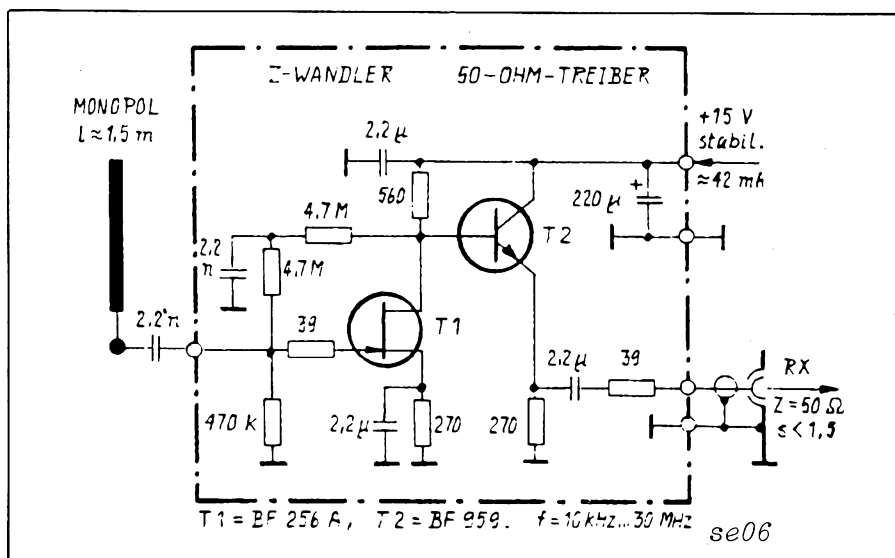 Z-WANDLER 50-OHM-TREIBER
MONOPOL
l ≈ 1,5 m
2,2 µ
+15 V
stabil.
≈ 42 mA
560
220 µ
+
4,7 M
T2
2,2
n
4,7 M
2,2 n
39
T1
2,2 µ
39
RX
Z = 50 Ω
s < 1,5
470 k
2,2 µ
270
270
T1 = BF 256 A, T2 = BF 959. f = 10 kHz...30 MHz
se06